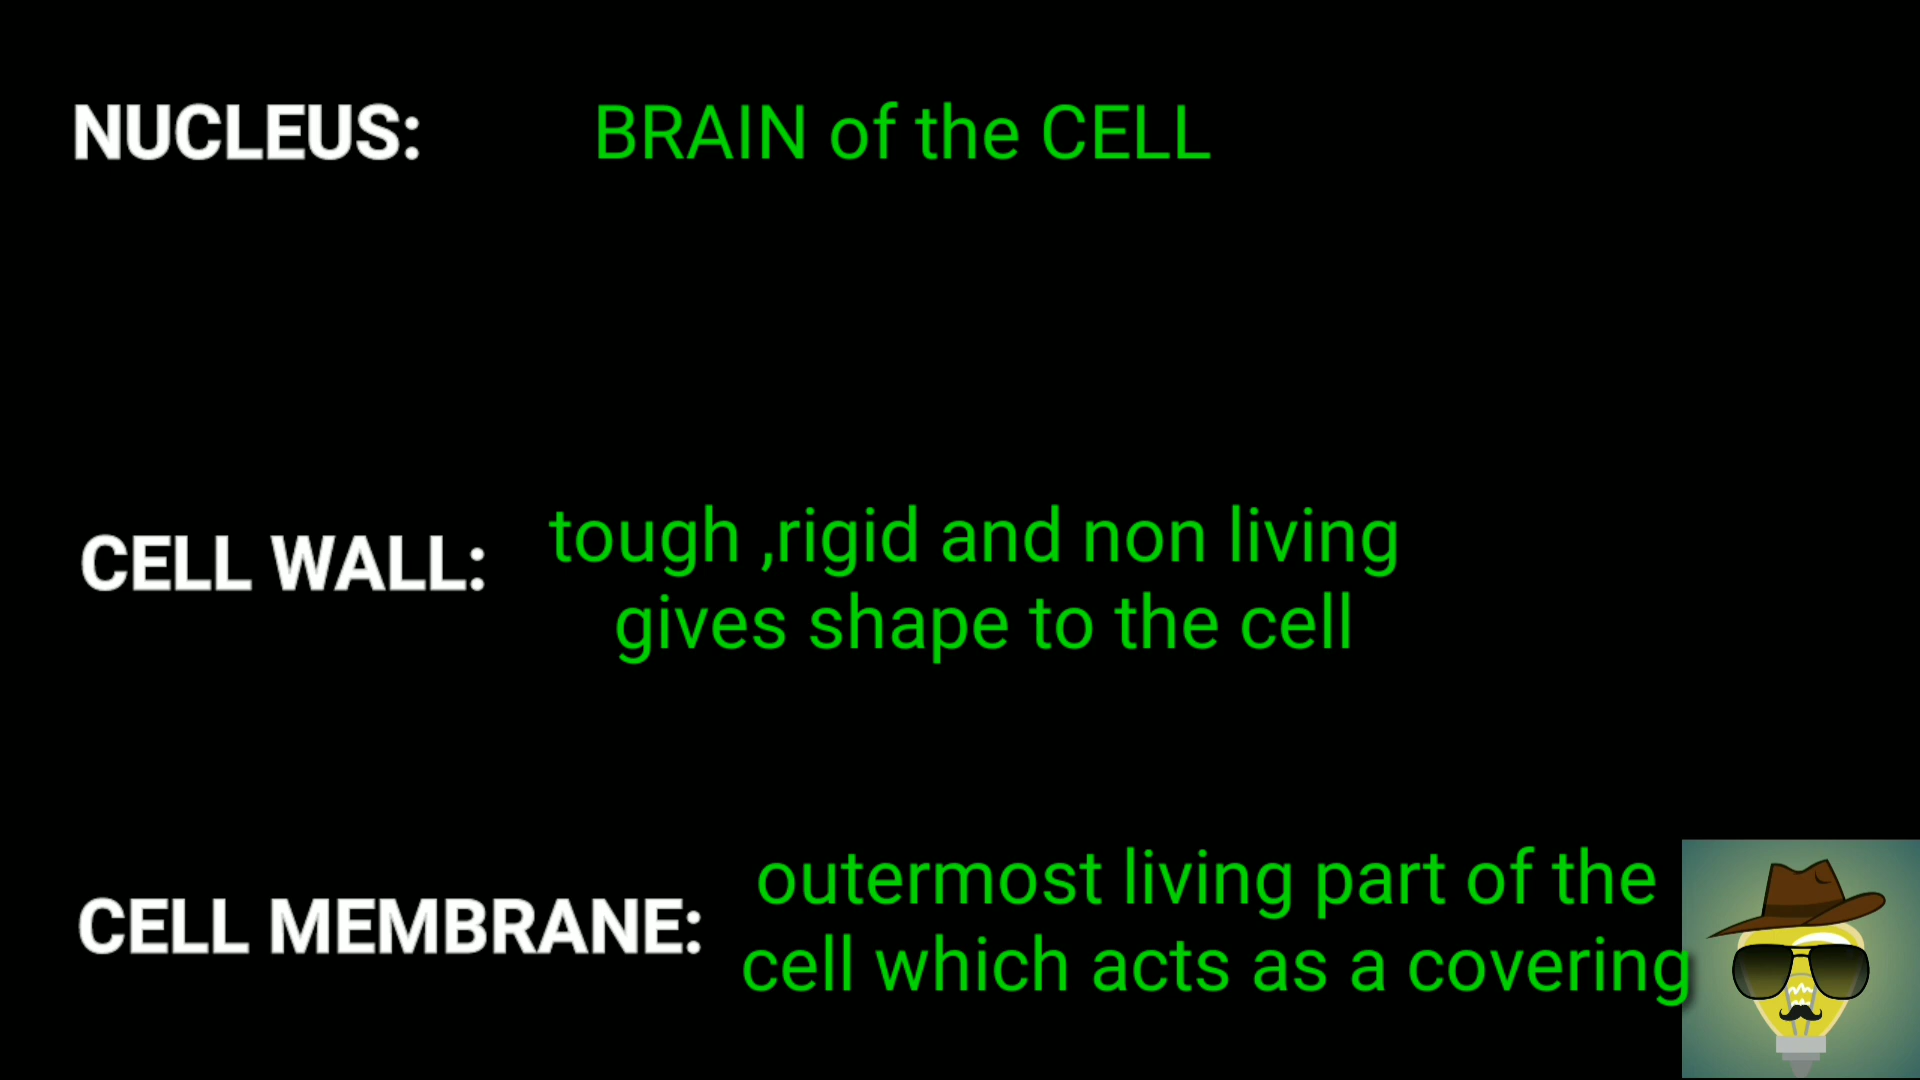 NUCLEUS: BRAIN of the CELL
CELL WALL: tough ,rigid and non living
gives shape to the cell
CELL MEMBRANE: outermost living part of the
cell which acts as a covering